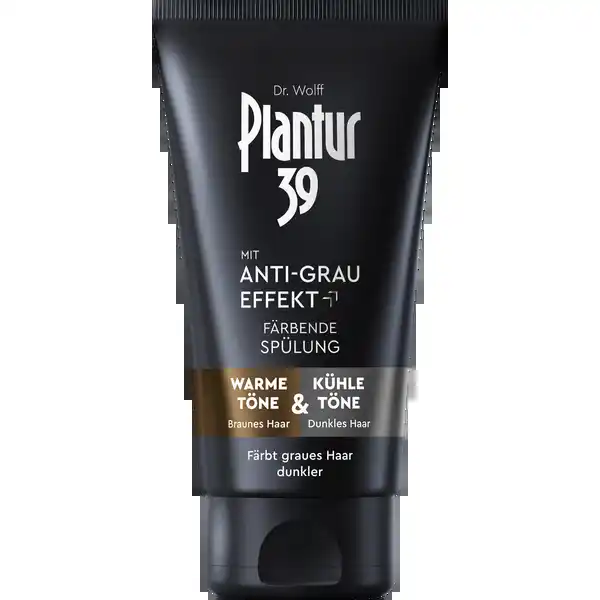 Dr. Wolff
Plantur
39
MIT
ANTI-GRAU
EFFEKT
FÄRBENDE
SPÜLUNG
WARME TÖNE & KÜHLE TÖNE
Braunes Haar Dunkles Haar
Färbt graues Haar
dunkler